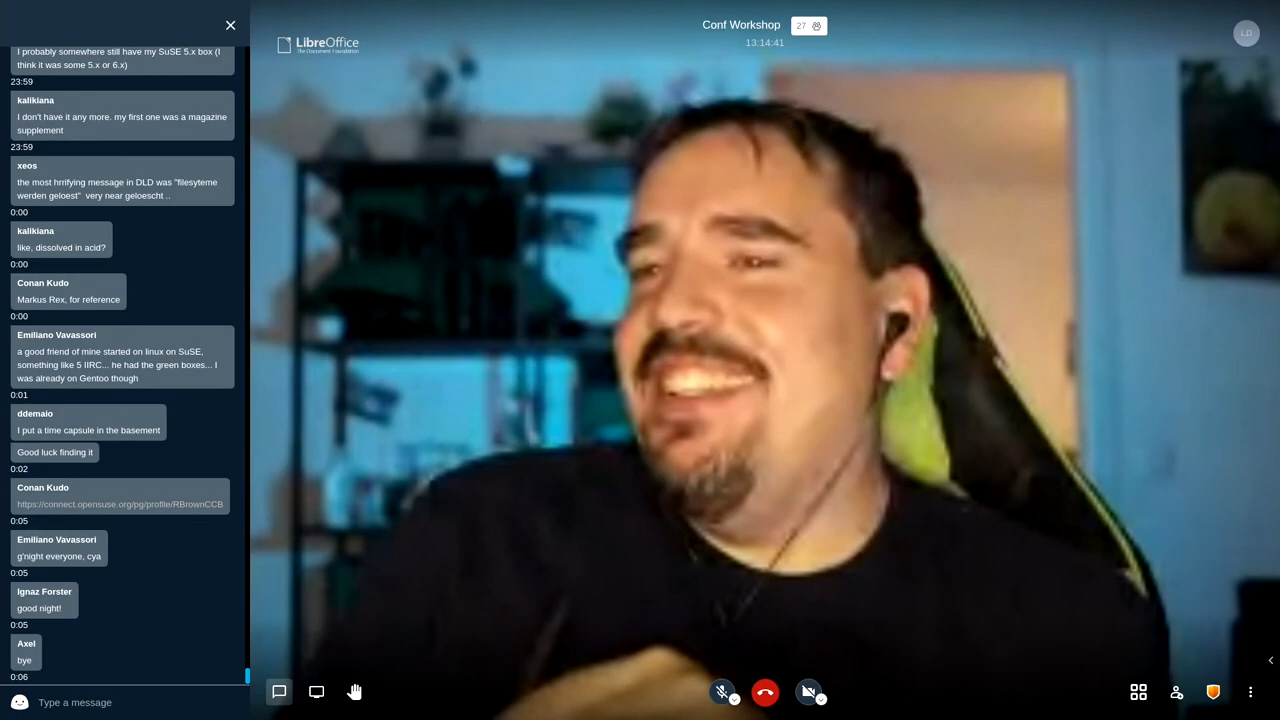 I probably somewhere still have my SuSE 5.x box (I
think it was some 5.x or 6.x)
23:59
kalikiana
I don't have it any more. my first one was a magazine
supplement
23:59
xeos
the most hrrifying message in DLD was "filesyteme
werden geloest"  very near geloescht ..
0:00
kalikiana
like, dissolved in acid?
0:00
Conan Kudo
Markus Rex, for reference
0:00
Emiliano Vavassori
a good friend of mine started on linux on SuSE,
something like 5 IIRC... he had the green boxes... I
was already on Gentoo though
0:01
ddemaio
I put a time capsule in the basement
Good luck finding it
0:02
Conan Kudo
https://connect.opensuse.org/pg/profile/RBrownCCB
0:05
Emiliano Vavassori
g'night everyone, cya
0:05
Ignaz Forster
good night!
0:05
Axel
bye
0:06
Type a message
LibreOffice
The Document Foundation
Conf Workshop
27
13:14:41
LD